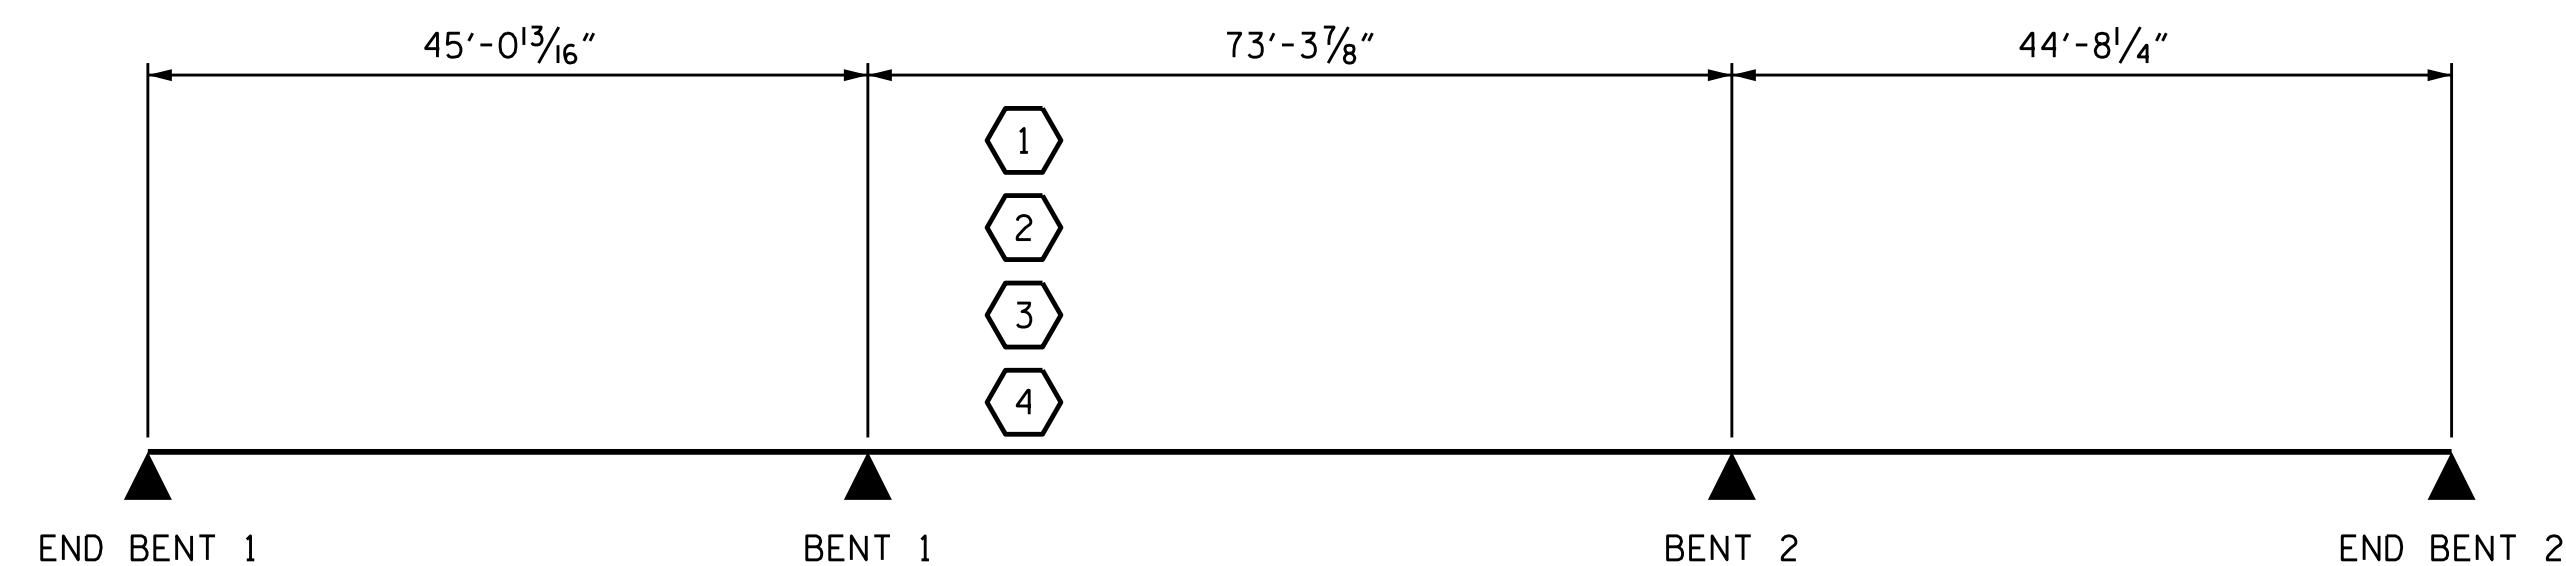 45'-0 13/16" 73'-3 7/8" 44'-8 1/4"
1
2
3
4
END BENT 1 BENT 1 BENT 2 END BENT 2